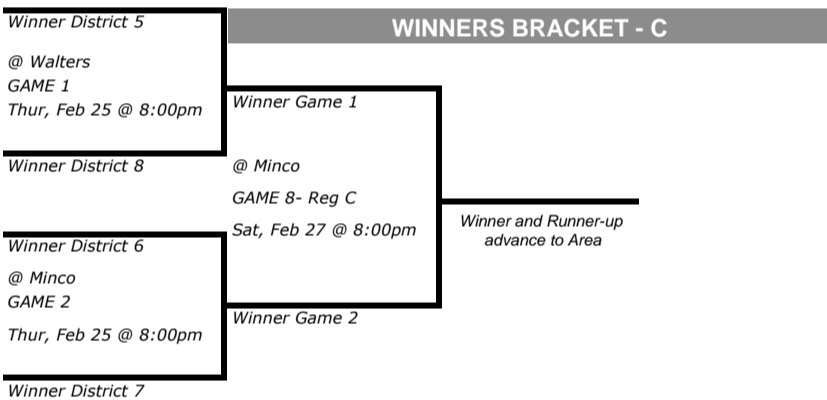 WINNERS BRACKET - C
Winner District 5
@ Walters
GAME 1
Thur, Feb 25 @ 8:00pm
Winner District 8
Winner Game 1
@ Minco
GAME 8- Reg C
Sat, Feb 27 @ 8:00pm
Winner Game 2
Winner District 6
@ Minco
GAME 2
Thur, Feb 25 @ 8:00pm
Winner District 7
Winner and Runner-up
advance to Area